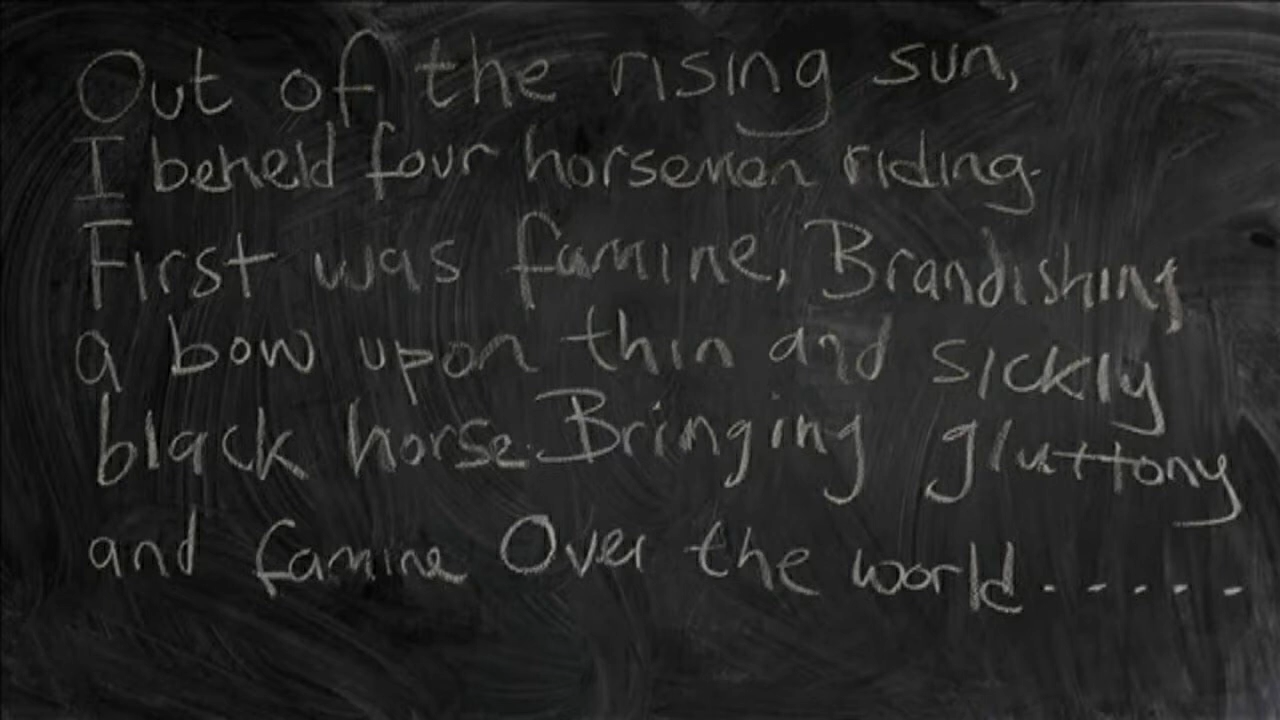 Out of the rising sun,
I beheld four horsemen riding.
First was famine, Brandishing
a bow upon thin and sickly
black horse. Bringing gluttony
and famine Over the world......